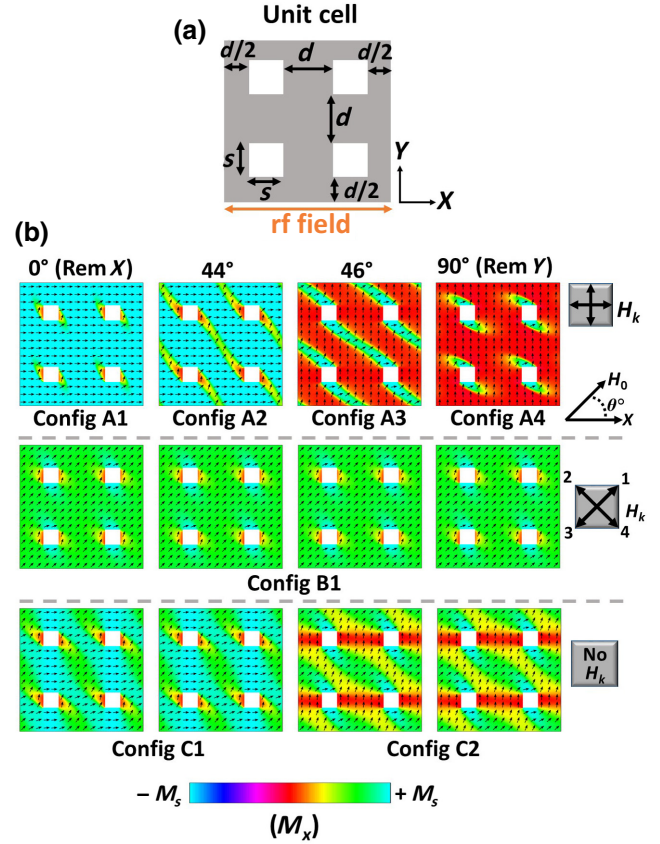 Unit cell
(a)
d/2 d d/2
d
s
s d/2
Y
X
rf field
(b)
0° (Rem X) 44° 46° 90° (Rem Y)
H_k
H_0
θ°
X
Config A1 Config A2 Config A3 Config A4
2 1
H_k
3 4
Config B1
No
H_k
Config C1 Config C2
− M_s + M_s
(M_x)